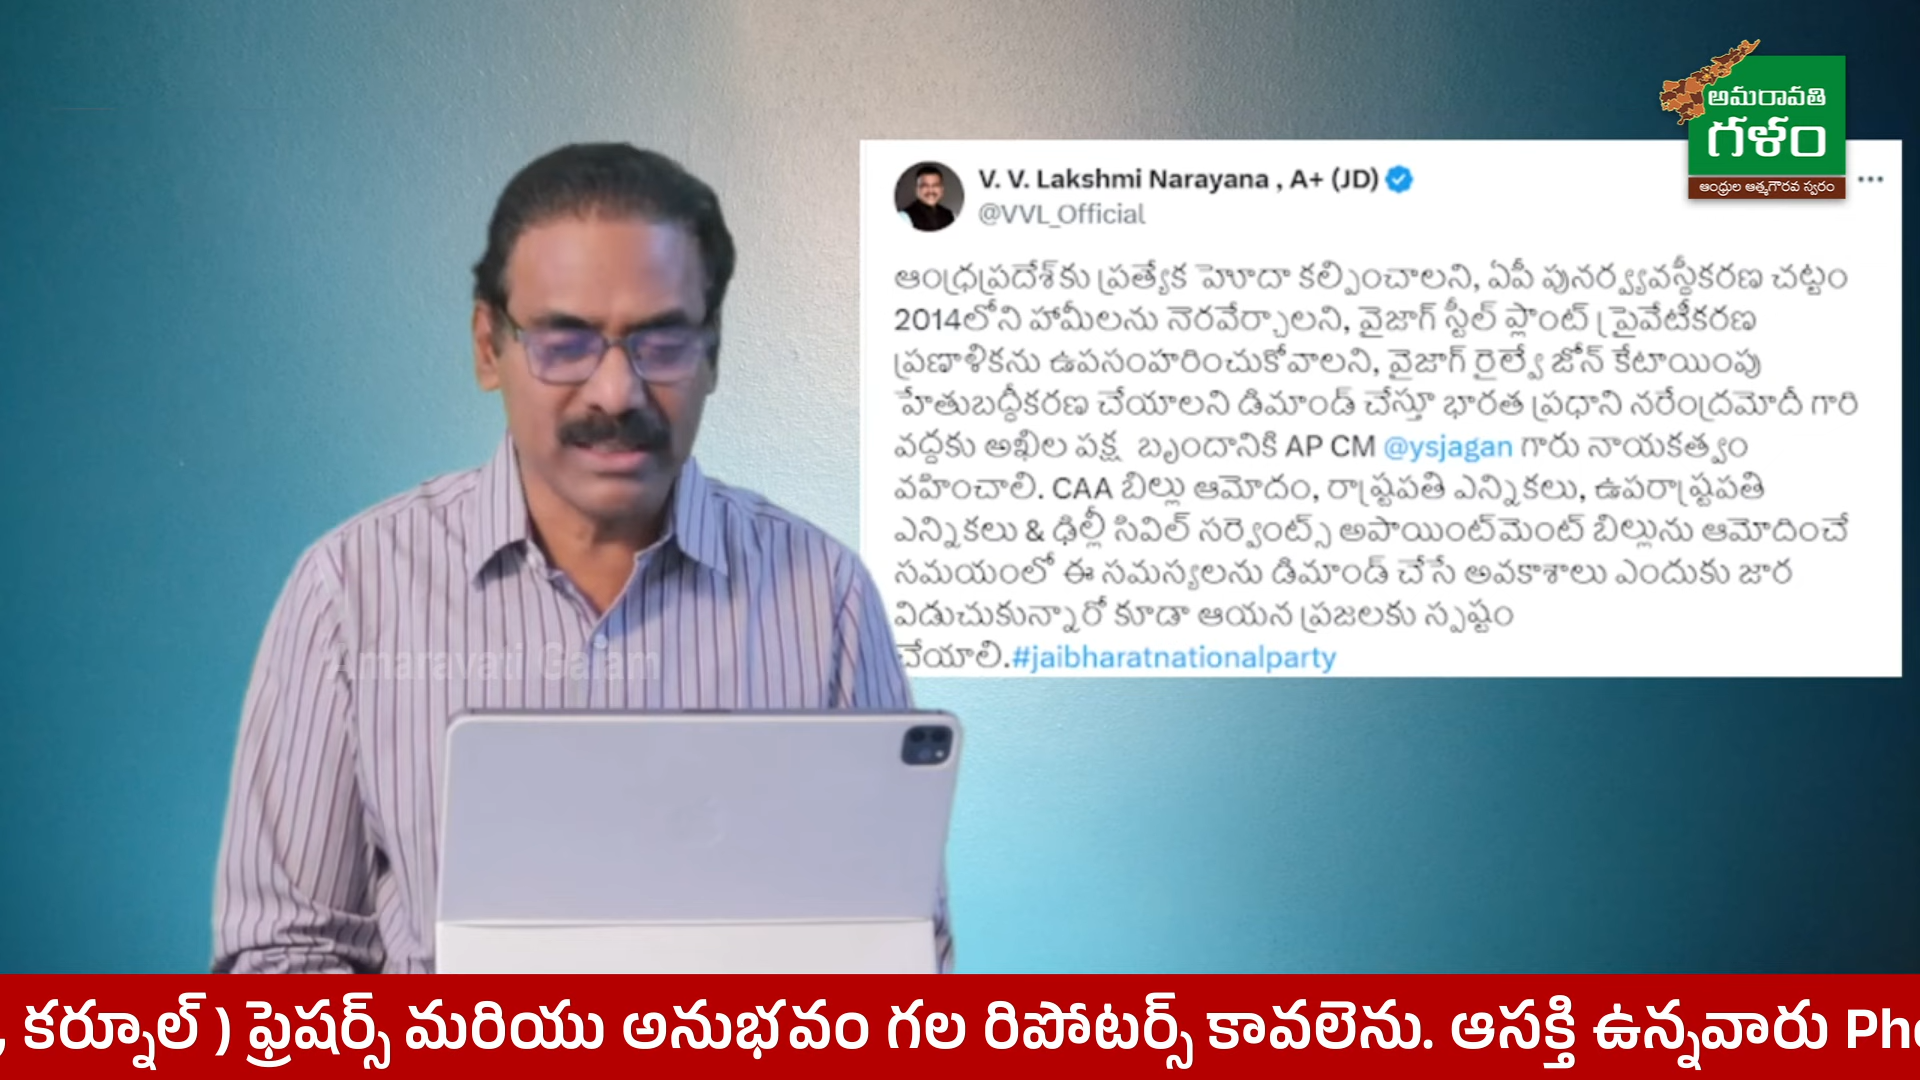 అమరావతి
గళం
ఆంధ్రుల ఆత్మగౌరవ స్వరం
V. V. Lakshmi Narayana , A+ (JD)
@VVL_Official
ఆంధ్రప్రదేశ్‌కు ప్రత్యేక హెూదా కల్పించాలని, ఏపీ పునర్వ్యవస్థీకరణ చట్టం
2014లోని హామీలను నెరవేర్చాలని, వైజాగ్ స్టీల్ ప్లాంట్ ప్రైవేటీకరణ
ప్రణాళికను ఉపసంహరించుకోవాలని, వైజాగ్ రైల్వే జోన్ కేటాయింపు
హేతుబద్ధీకరణ చేయాలని డిమాండ్ చేస్తూ భారత ప్రధాని నరేంద్రమోదీ గారి
వద్దకు అఖిల పక్ష బృందానికి AP CM @ysjagan గారు నాయకత్వం
వహించాలి. CAA బిల్లు ఆమోదం, రాష్ట్రపతి ఎన్నికలు, ఉపరాష్ట్రపతి
ఎన్నికలు & ఢిల్లీ సివిల్ సర్వెంట్స్ అపాయింట్‌మెంట్ బిల్లును ఆమోదించే
సమయంలో ఈ సమస్యలను డిమాండ్ చేసే అవకాశాలు ఎందుకు జార
విడుచుకున్నారో కూడా ఆయన ప్రజలకు స్పష్టం
చేయాలి.#jaibharatnationalparty
Amaravati Galam
, కర్నూల్ ) ఫ్రెషర్స్ మరియు అనుభవం గల రిపోటర్స్ కావలెను. ఆసక్తి ఉన్నవారు